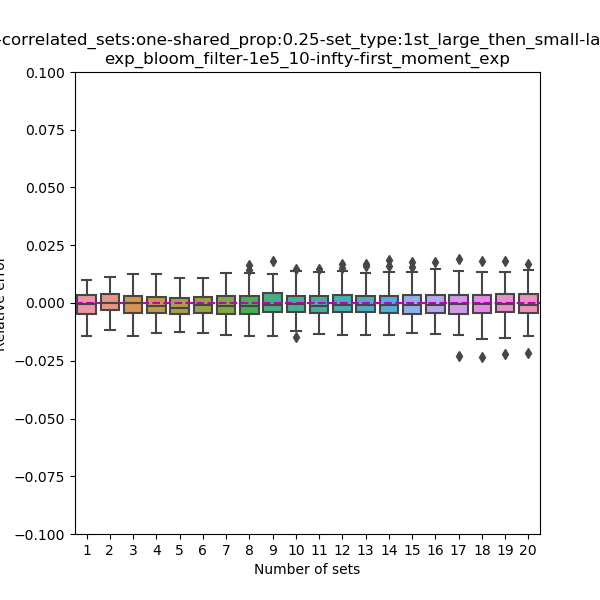 -correlated_sets:one-shared_prop:0.25-set_type:1st_large_then_small-la
exp_bloom_filter-1e5_10-infty-first_moment_exp
0.100
0.075
0.050
0.025
0.000
−0.025
−0.050
−0.075
−0.100
1 2 3 4 5 6 7 8 9 10 11 12 13 14 15 16 17 18 19 20
Number of sets